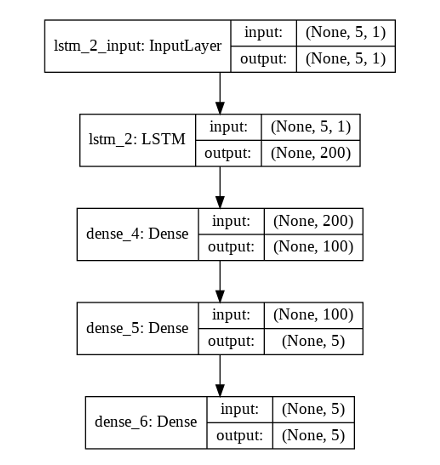 lstm_2_input: InputLayer input: (None, 5, 1)
output: (None, 5, 1)
lstm_2: LSTM input: (None, 5, 1)
output: (None, 200)
dense_4: Dense input: (None, 200)
output: (None, 100)
dense_5: Dense input: (None, 100)
output: (None, 5)
dense_6: Dense input: (None, 5)
output: (None, 5)